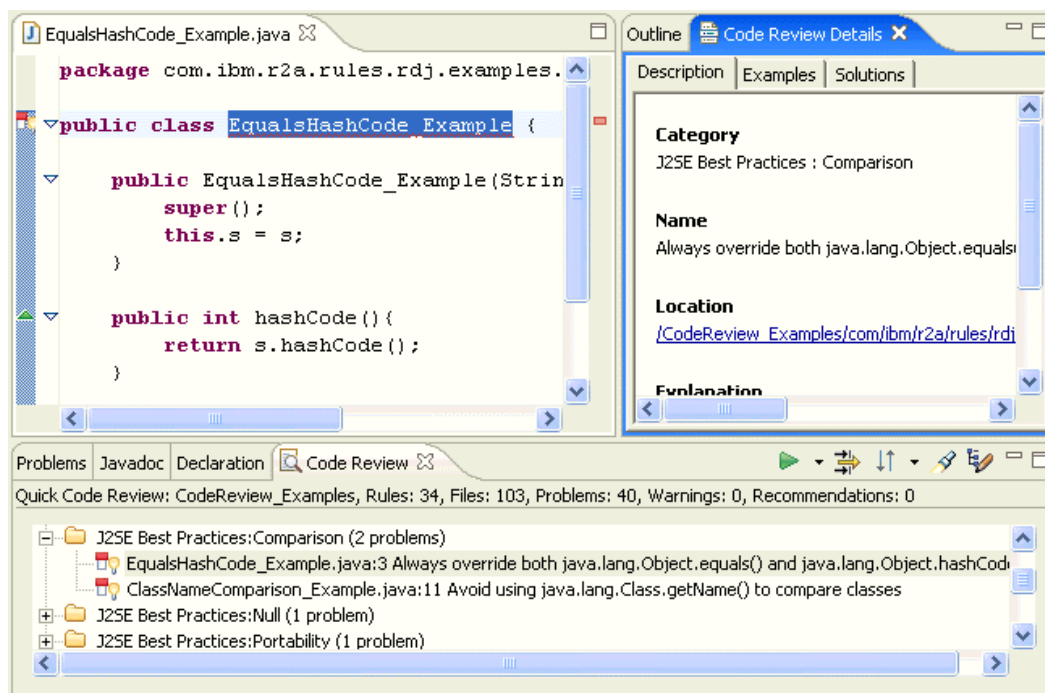 EqualsHashCode_Example.java
package com.ibm.r2a.rules.rdj.examples.
public class EqualsHashCode_Example {
public EqualsHashCode_Example(Strin
super();
this.s = s;
}
public int hashCode(){
return s.hashCode();
}
Outline Code Review Details
Description Examples Solutions
Category
J2SE Best Practices : Comparison
Name
Always override both java.lang.Object.equals(
Location
/CodeReview_Examples/com/ibm/r2a/rules/rdj
Explanation
Problems Javadoc Declaration Code Review
Quick Code Review: CodeReview_Examples, Rules: 34, Files: 103, Problems: 40, Warnings: 0, Recommendations: 0
J2SE Best Practices:Comparison (2 problems)
EqualsHashCode_Example.java:3 Always override both java.lang.Object.equals() and java.lang.Object.hashCod
ClassNameComparison_Example.java:11 Avoid using java.lang.Class.getName() to compare classes
J2SE Best Practices:Null (1 problem)
J2SE Best Practices:Portability (1 problem)